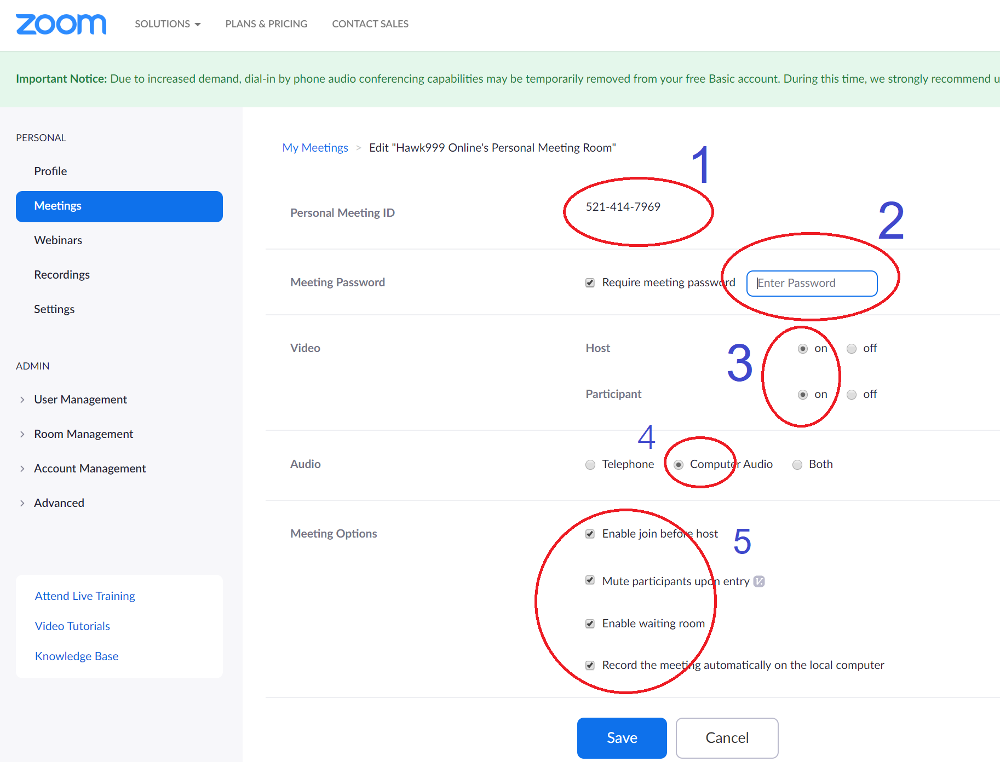 zoom
SOLUTIONS
PLANS & PRICING
CONTACT SALES
Important Notice: Due to increased demand, dial-in by phone audio conferencing capabilities may be temporarily removed from your free Basic account. During this time, we strongly recommend u
PERSONAL
Profile
Meetings
Webinars
Recordings
Settings
ADMIN
User Management
Room Management
Account Management
Advanced
Attend Live Training
Video Tutorials
Knowledge Base
My Meetings > Edit "Hawk999 Online's Personal Meeting Room"
1
Personal Meeting ID
521-414-7969
2
Meeting Password
Require meeting password
Enter Password
Video
Host
on
off
3
Participant
on
off
4
Audio
Telephone
Computer Audio
Both
Meeting Options
Enable join before host
5
Mute participants upon entry
Enable waiting room
Record the meeting automatically on the local computer
Save
Cancel